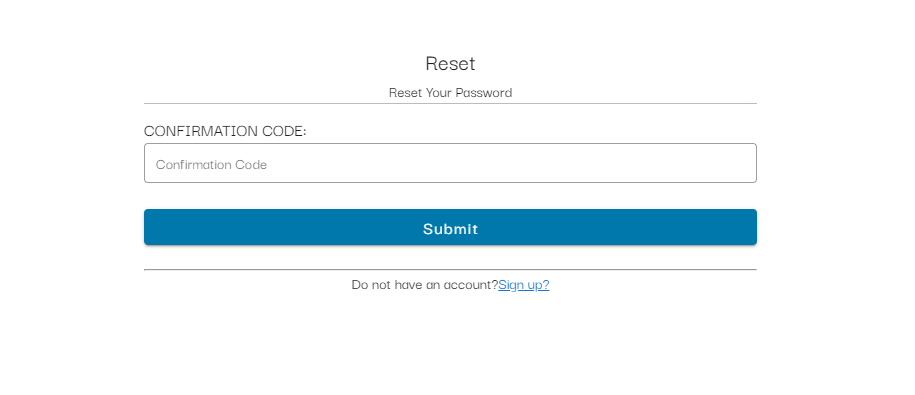 Reset
Reset Your Password
CONFIRMATION CODE:
Confirmation Code
Submit
Do not have an account?Sign up?